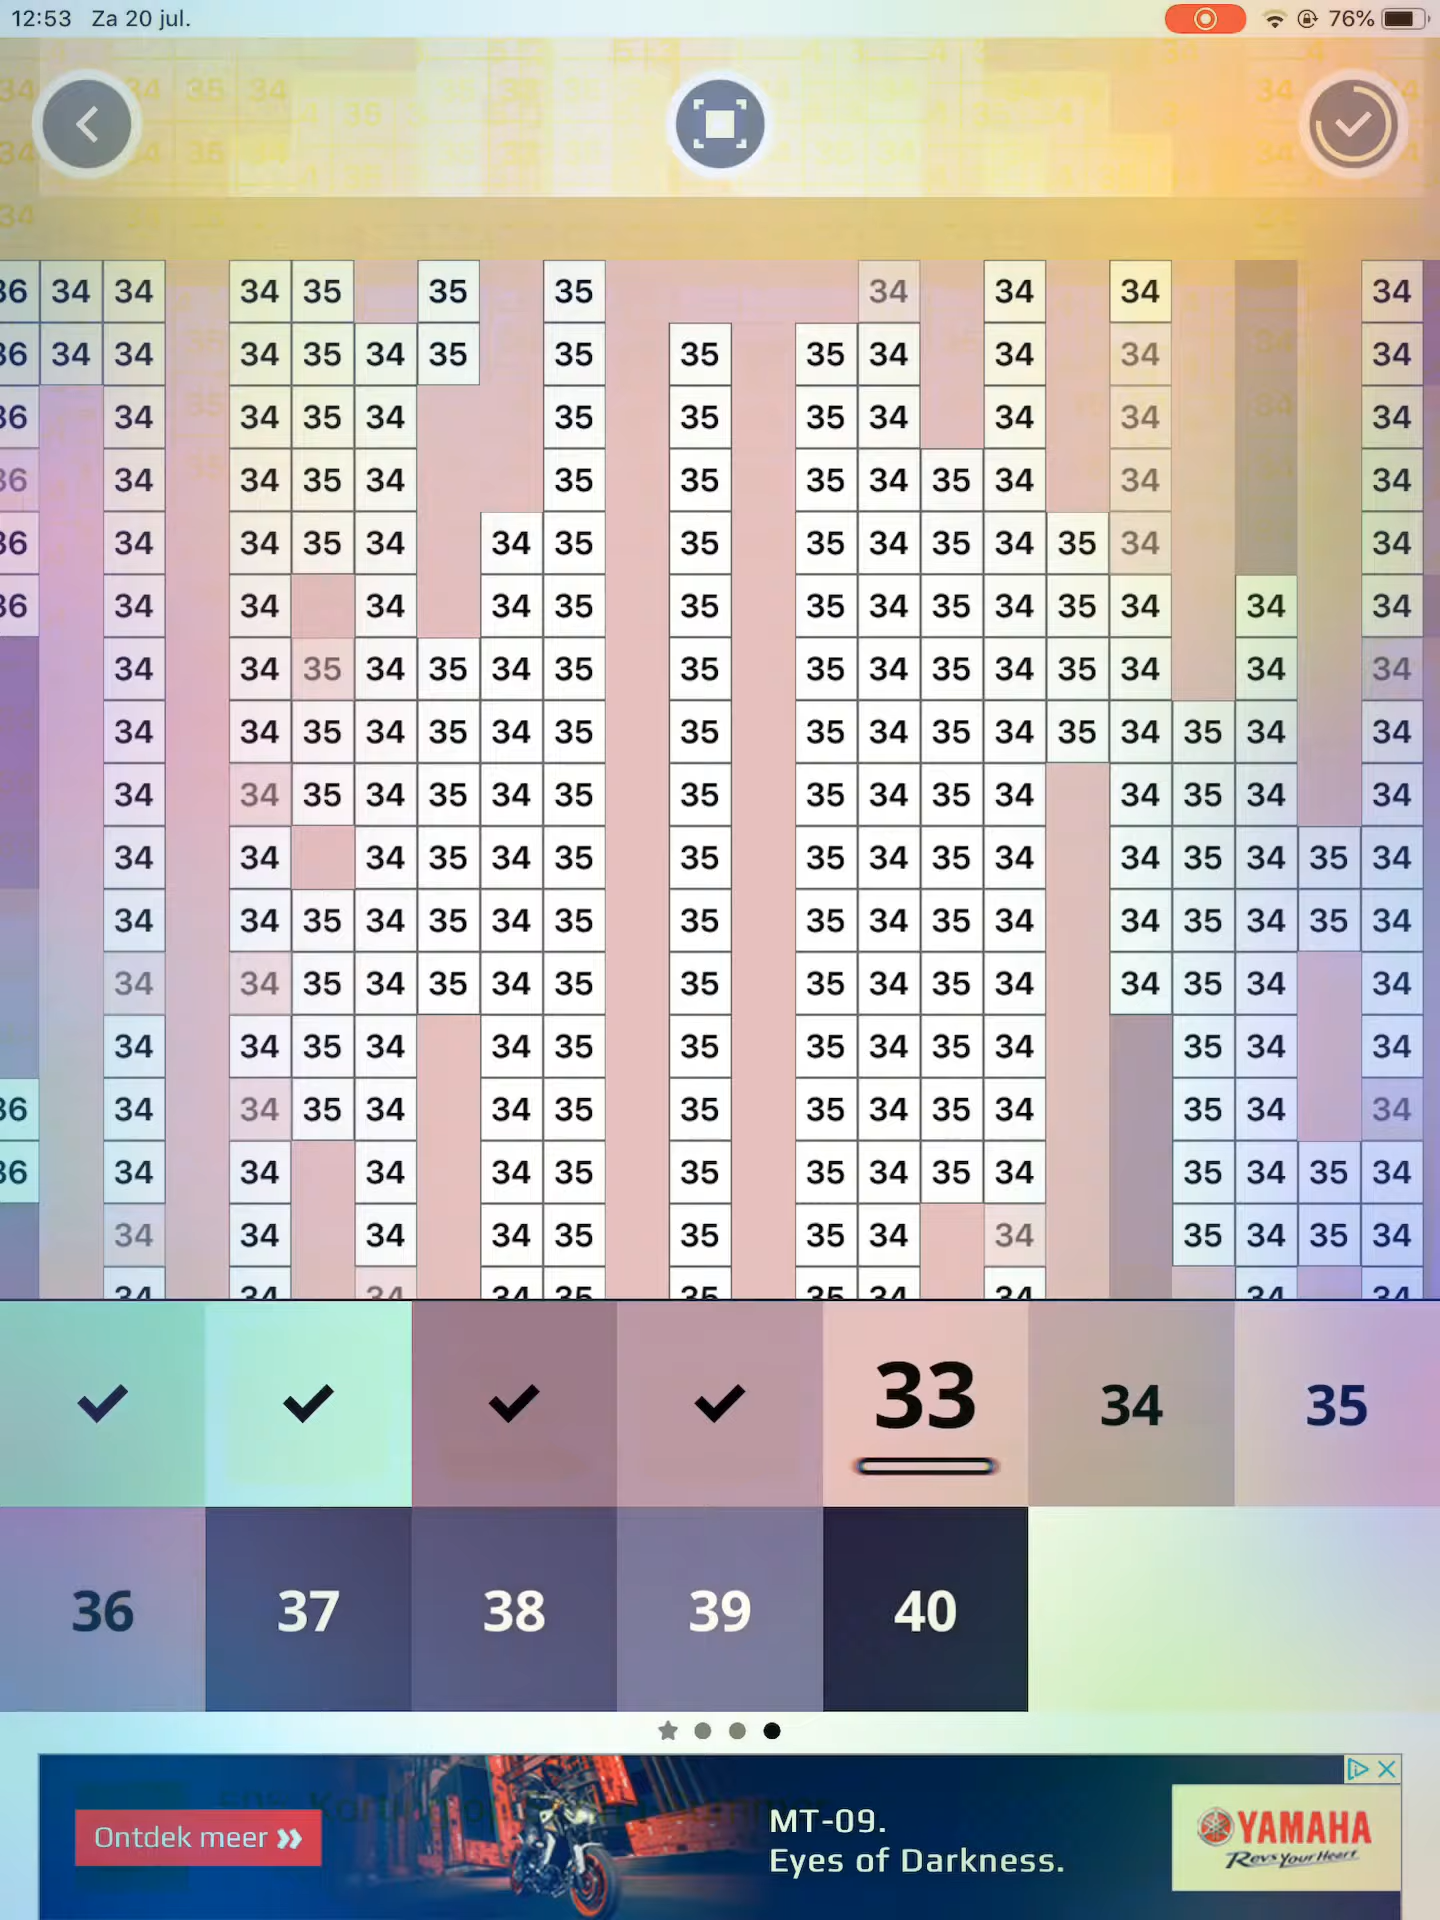 12:53 Za 20 jul. 76%
36 34 34 34 35 35 35 34 34 34 34
36 34 34 34 35 34 35 35 35 35 34 34 34 34
36 34 34 35 34 35 35 35 34 34 34 34
36 34 34 35 34 35 35 35 34 35 34 34 34
36 34 34 35 34 34 35 35 35 34 35 34 35 34 34
36 34 34 34 34 35 35 35 34 35 34 35 34 34 34
34 34 35 34 35 34 35 35 35 34 35 34 35 34 34 34
34 34 35 34 35 34 35 35 35 34 35 34 35 34 35 34 34
34 34 35 34 35 34 35 35 35 34 35 34 34 35 34 34
34 34 34 35 34 35 35 35 34 35 34 34 35 34 35 34
34 34 35 34 35 34 35 35 35 34 35 34 34 35 34 35 34
34 34 35 34 35 34 35 35 35 34 35 34 34 35 34 34
34 34 35 34 34 35 35 35 34 35 34 35 34 34
36 34 34 35 34 34 35 35 35 34 35 34 35 34 34
36 34 34 34 34 35 35 35 34 35 34 35 34 35 34
34 34 34 34 35 35 35 34 34 35 34 35 34
34 34 34 34 35 35 35 34 34 34 34
33 34 35
36 37 38 39 40
Ontdek meer
MT-09.
Eyes of Darkness.
YAMAHA
Revs Your Heart